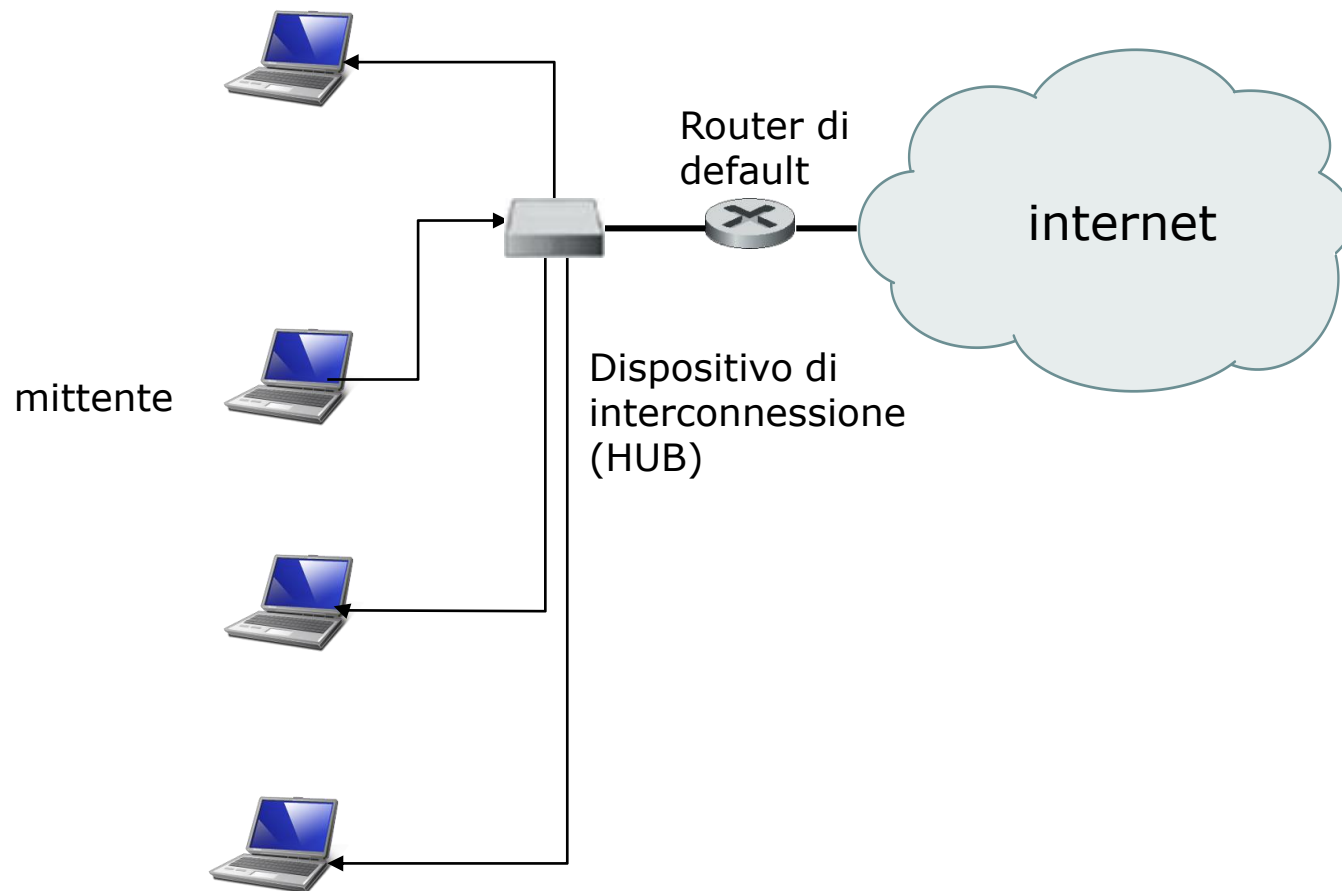 Router di
default
internet
mittente
Dispositivo di
interconnessione
(HUB)